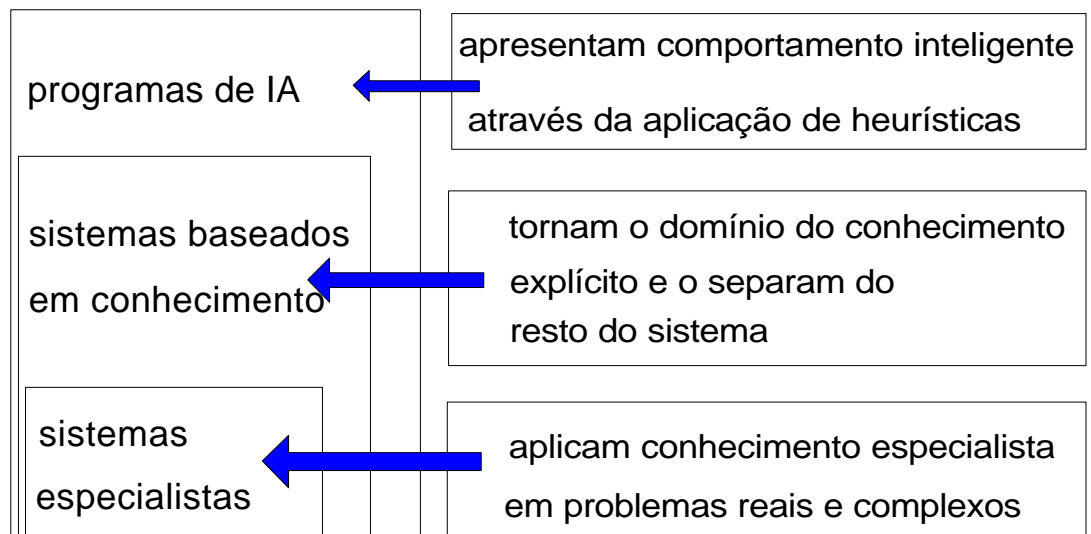 programas de IA
apresentam comportamento inteligente
através da aplicação de heurísticas
sistemas baseados
em conhecimento
tornam o domínio do conhecimento
explícito e o separam do
resto do sistema
sistemas
especialistas
aplicam conhecimento especialista
em problemas reais e complexos